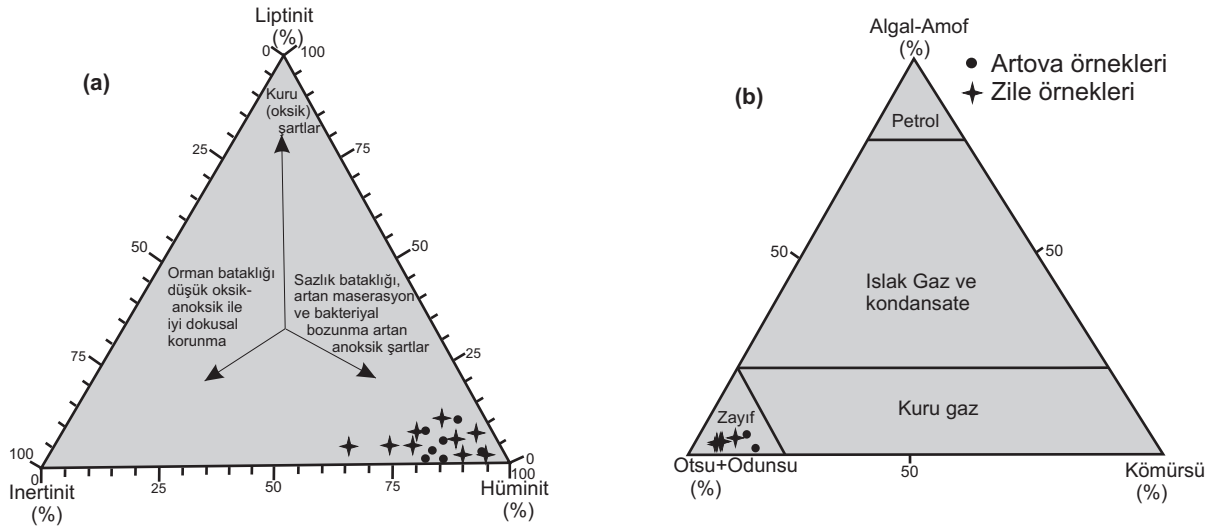 Liptinit
(%)
0
100
(a)
Kuru
(oksik)
şartlar
25
75
50
50
Orman bataklığı
düşük oksik-
anoksik ile
iyi dokusal
korunma
Sazlık bataklığı,
artan maserasyon
ve bakteriyal
bozunma artan
anoksik şartlar
75
25
100
0
0
100
25
50
75
Inertinit
(%)
Hüminit
(%)
Algal-Amof
(%)
(b)
Artova örnekleri
Zile örnekleri
Petrol
50
50
Islak Gaz ve
kondansate
Zayıf
Kuru gaz
Otsu+Odunsu
(%)
50
Kömürsü
(%)